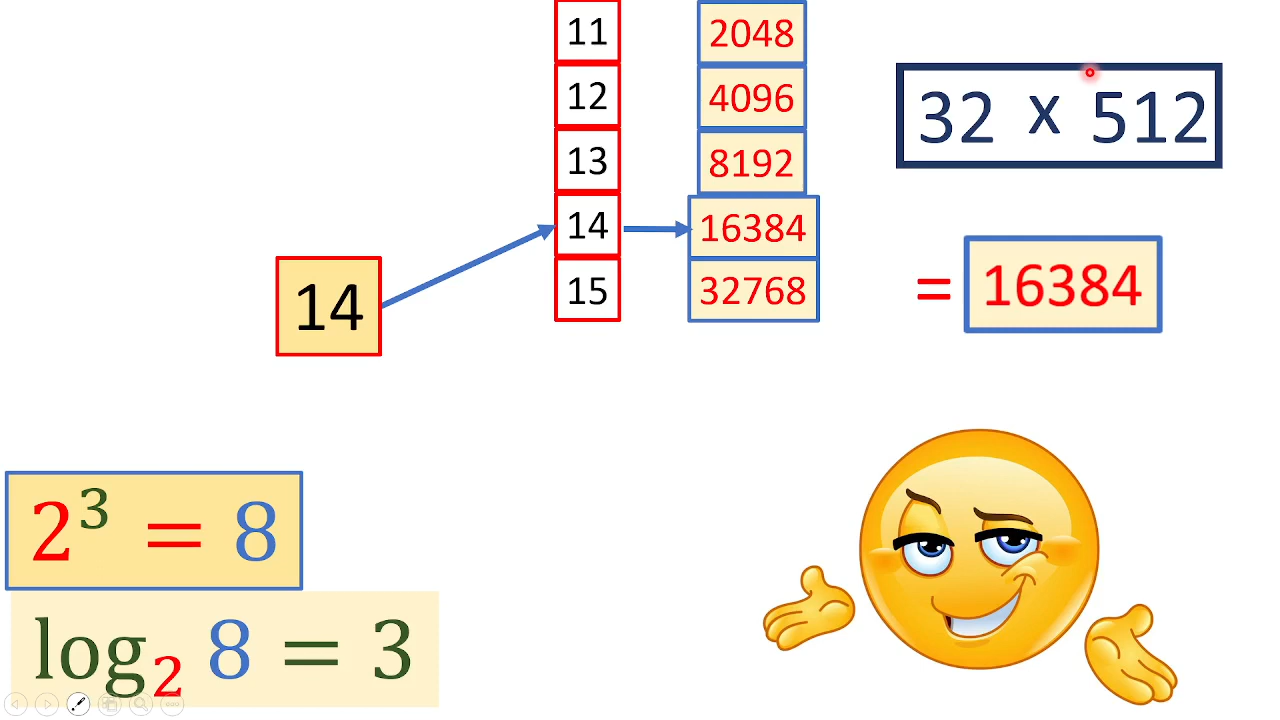 11 2048
12 4096
13 8192
14 16384
15 32768
32 x 512
= 16384
14
2³ = 8
log₂ 8 = 3